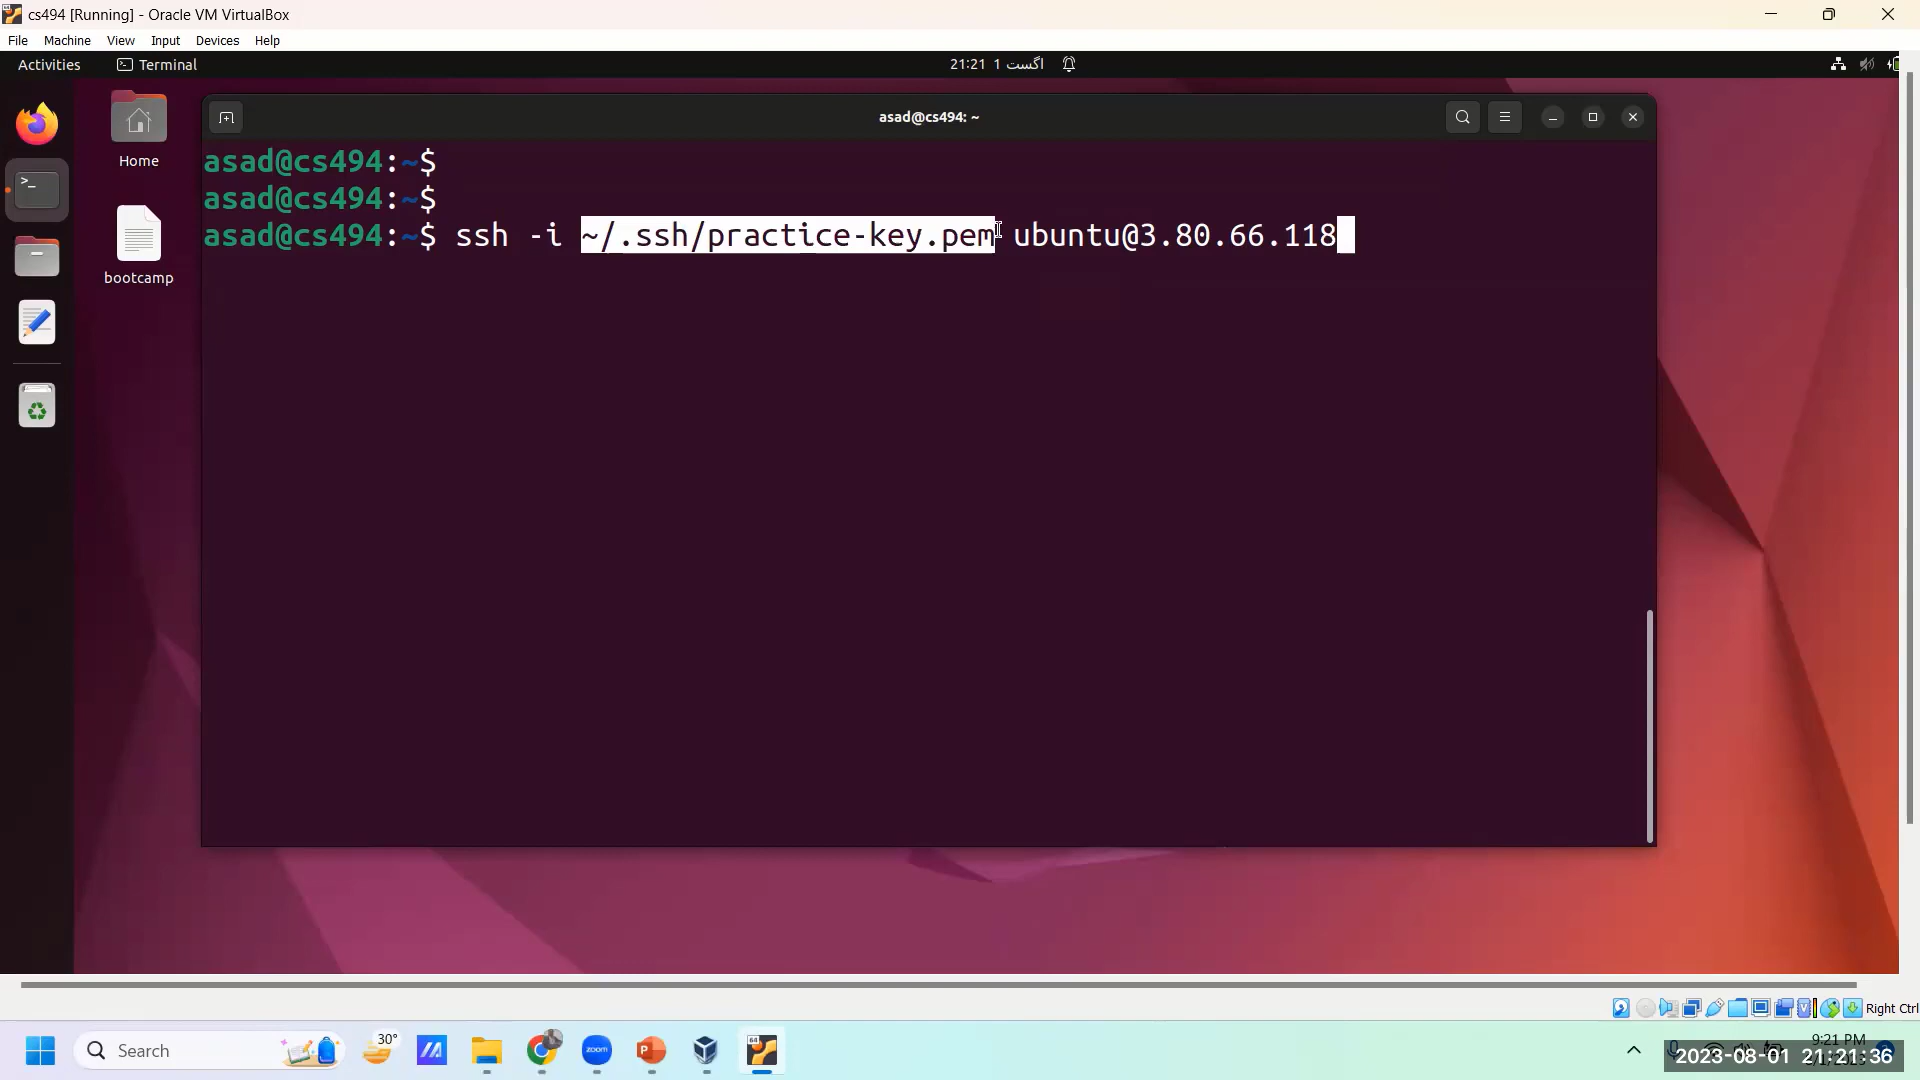 cs494 [Running] - Oracle VM VirtualBox
File Machine View Input Devices Help
Activities Terminal 21:21 1 اگست
asad@cs494: ~
Home
bootcamp
asad@cs494:~$
asad@cs494:~$
asad@cs494:~$ ssh -i ~/.ssh/practice-key.pem ubuntu@3.80.66.118
Right Ctrl
Search
30°
zoom
64
9:21 PM
2023-08-01 21:21:36